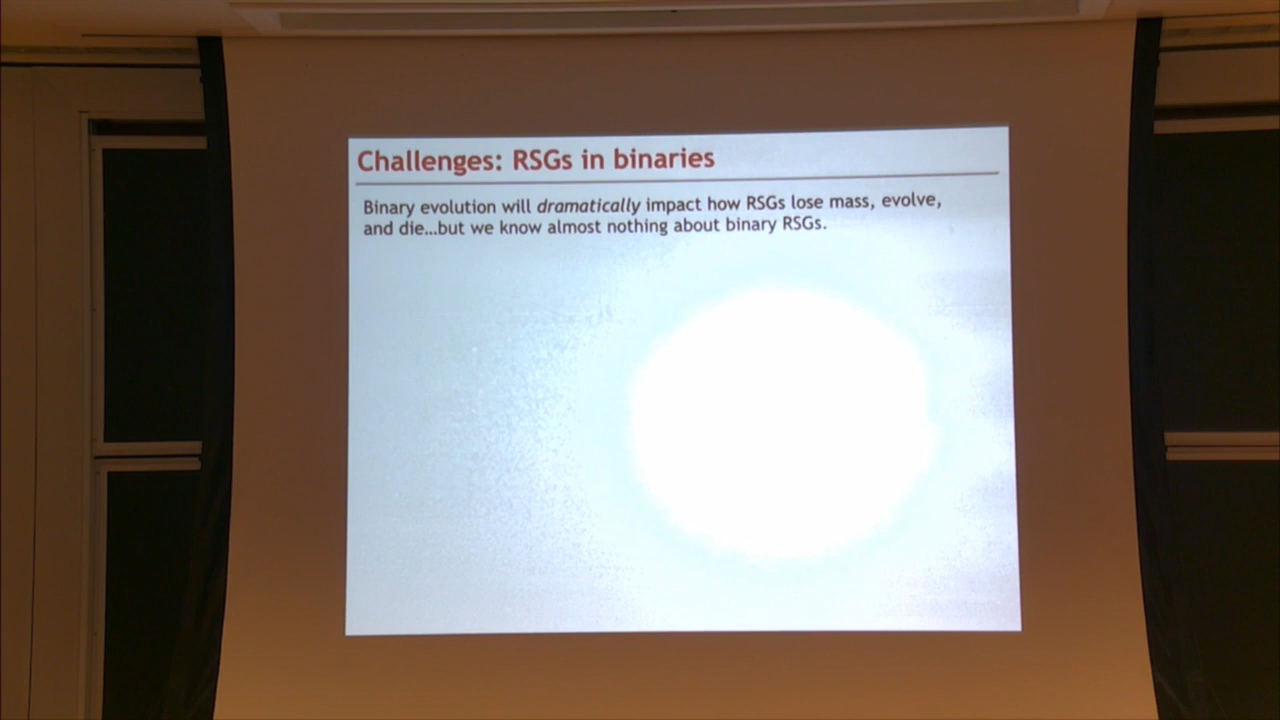 Challenges: RSGs in binaries
Binary evolution will dramatically impact how RSGs lose mass, evolve,
and die…but we know almost nothing about binary RSGs.